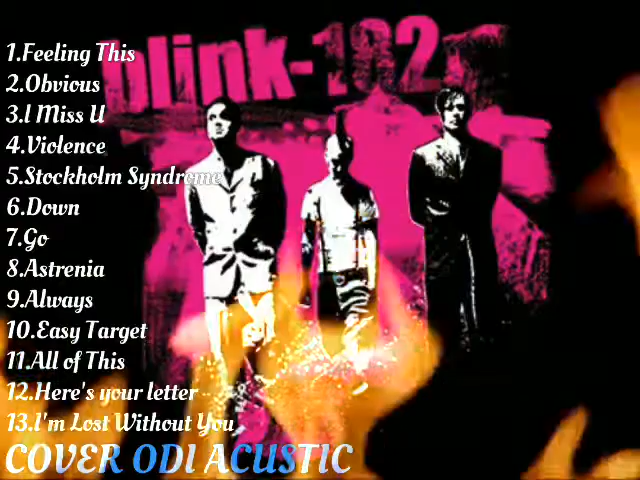 blink-182
1.Feeling This
2.Obvious
3.I Miss U
4.Violence
5.Stockholm Syndrome
6.Down
7.Go
8.Astrenia
9.Always
10.Easy Target
11.All of This
12.Here's your letter
13.I'm Lost Without You
COVER ODI ACUSTIC